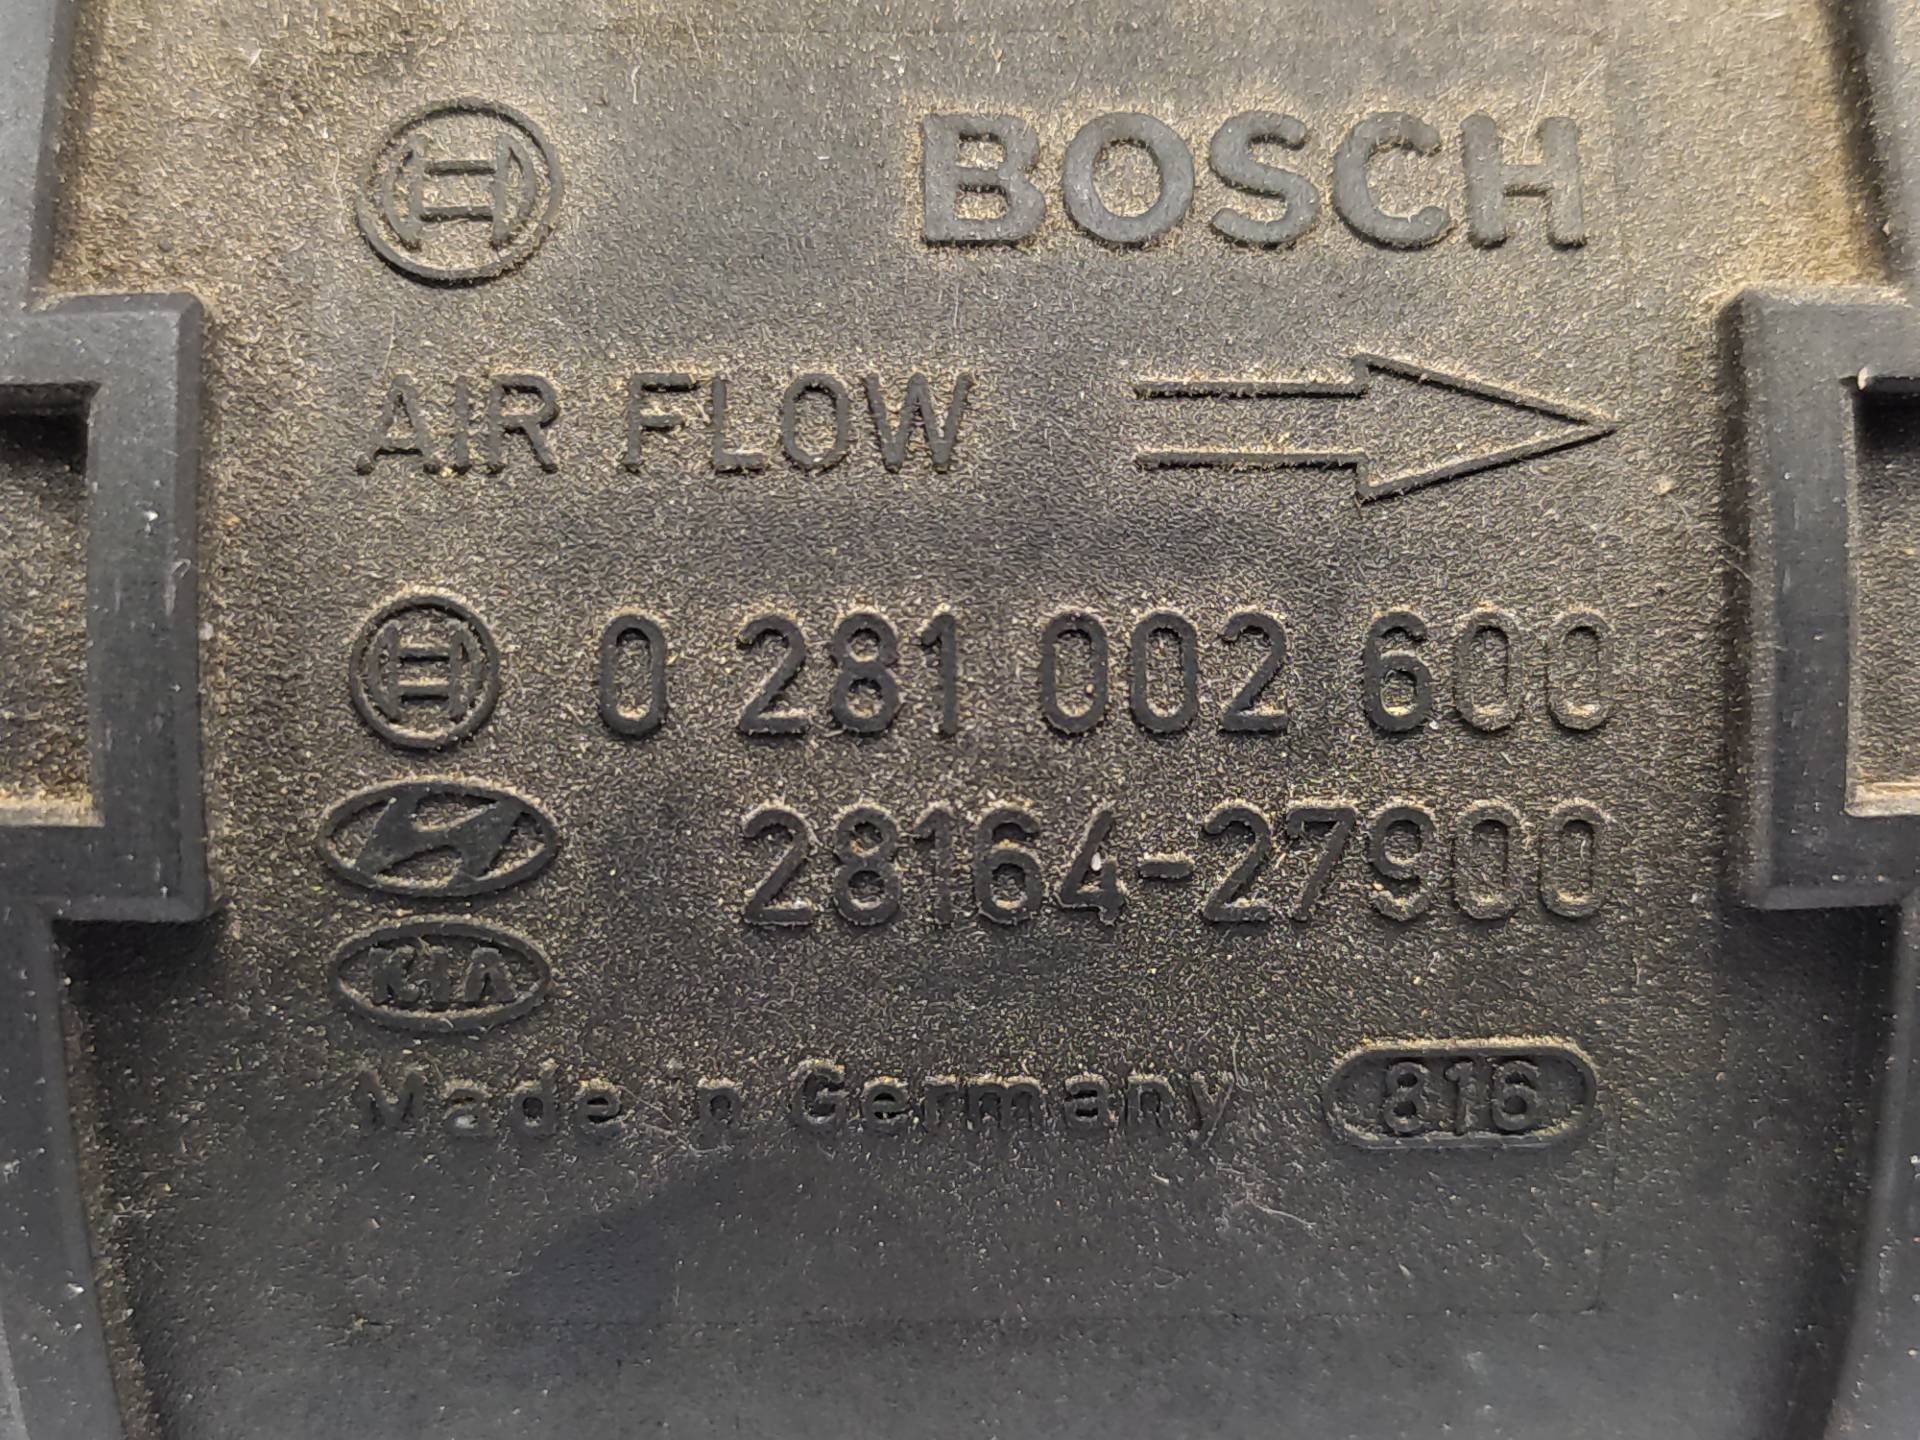 BOSCH
AIR FLOW
0 281 002 600
28164-27900
KIA
Made in Germany 816